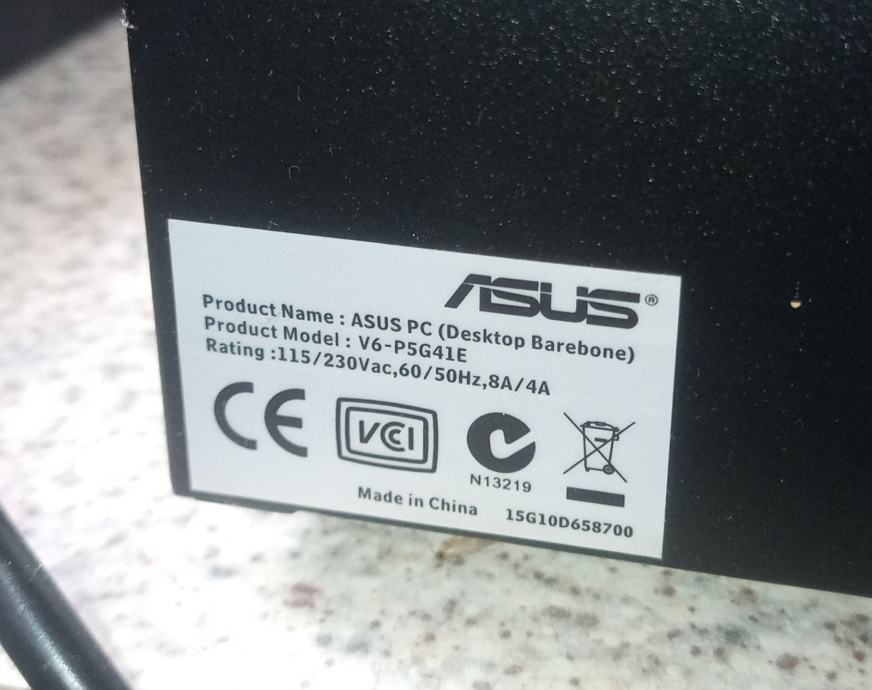 ASUS®
Product Name : ASUS PC (Desktop Barebone)
Product Model : V6-P5G41E
Rating :115/230Vac,60/50Hz,8A/4A
CE VCCI
N13219
Made in China 15G10D658700